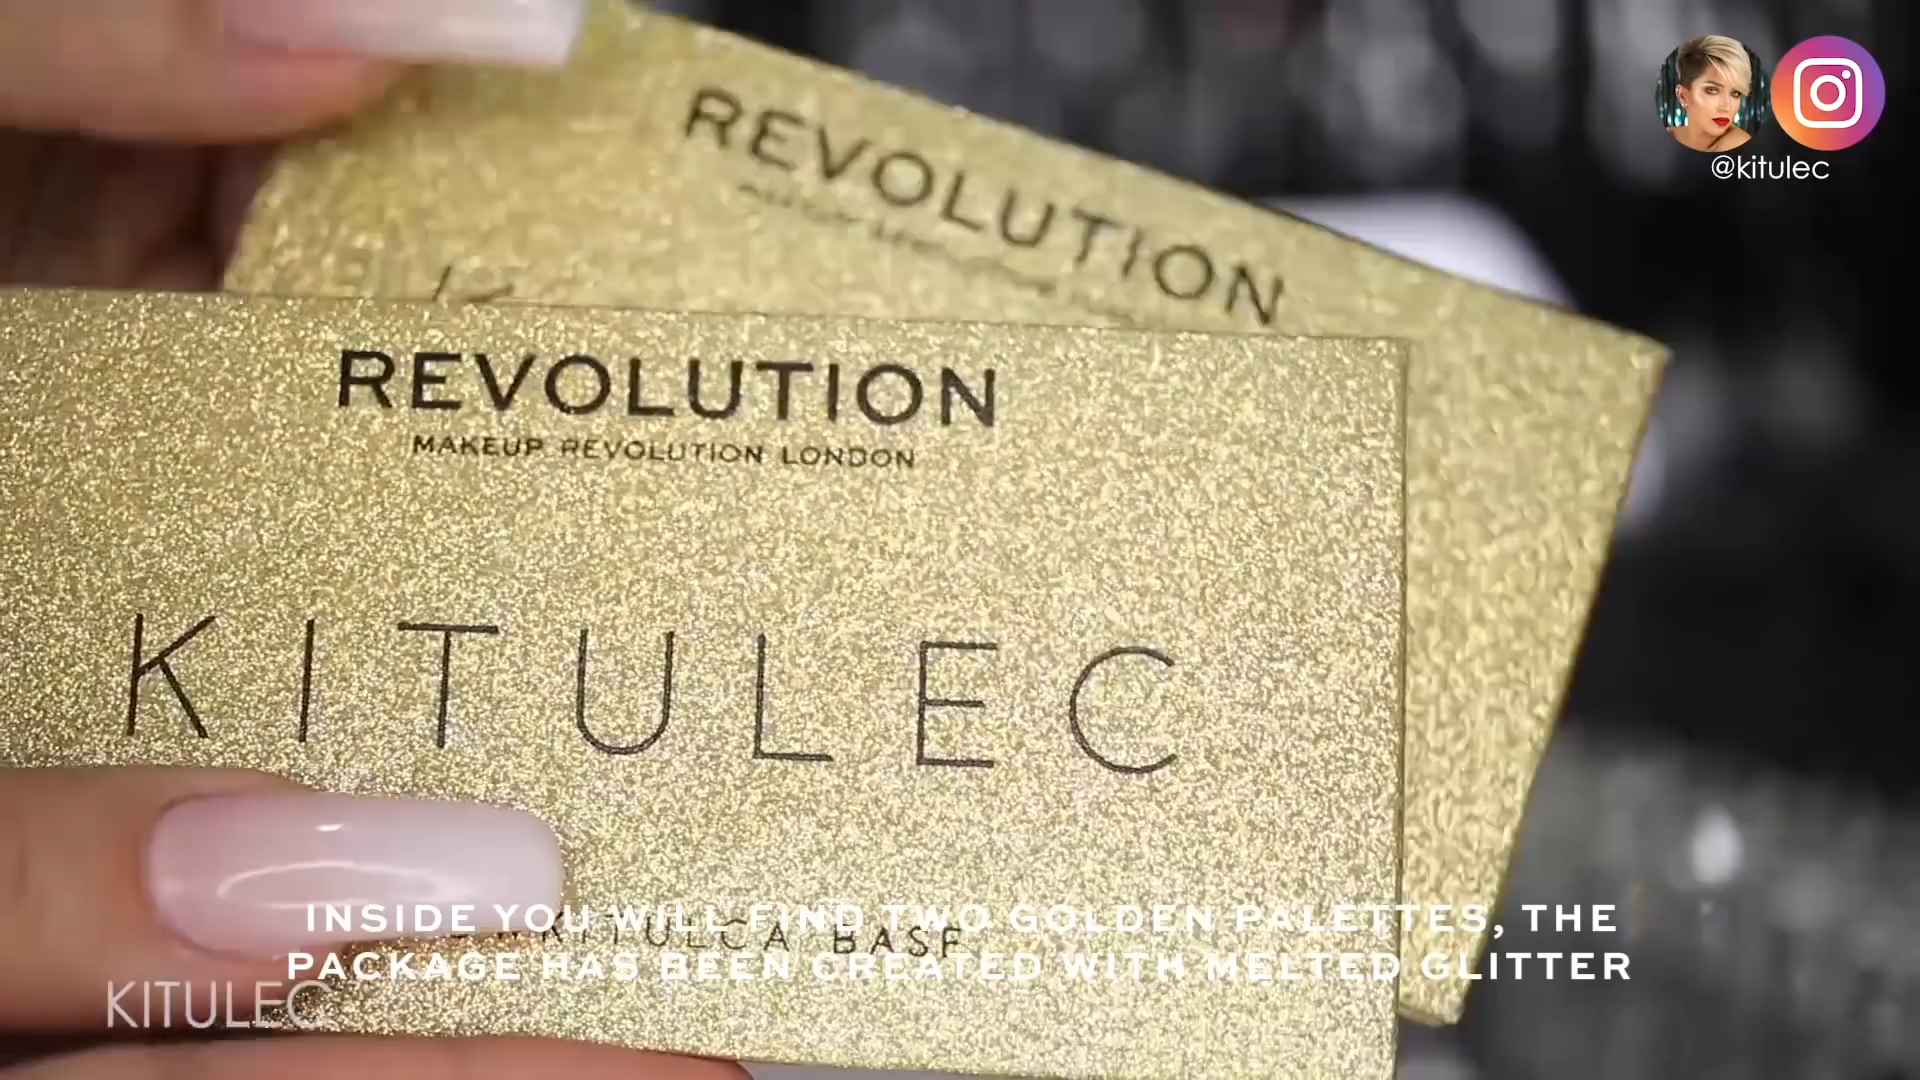 @kitulec
REVOLUTION
REVOLUTION
MAKEUP REVOLUTION LONDON
KITULEC
BASE
INSIDE YOU WILL FIND TWO GOLDEN PALETTES, THE
PACKAGE HAS BEEN CREATED WITH MELTED GLITTER
KITULEC